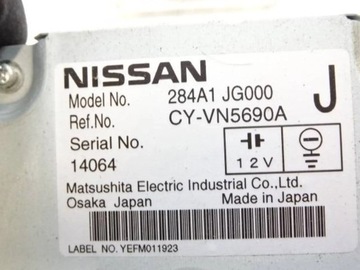 NISSAN
Model No. 284A1 JG000
J
Ref.No. CY-VN5690A
Serial No.
14064
12V
Matsushita Electric Industrial Co.,Ltd.
Osaka Japan Made in Japan
LABEL NO. YEFM011923